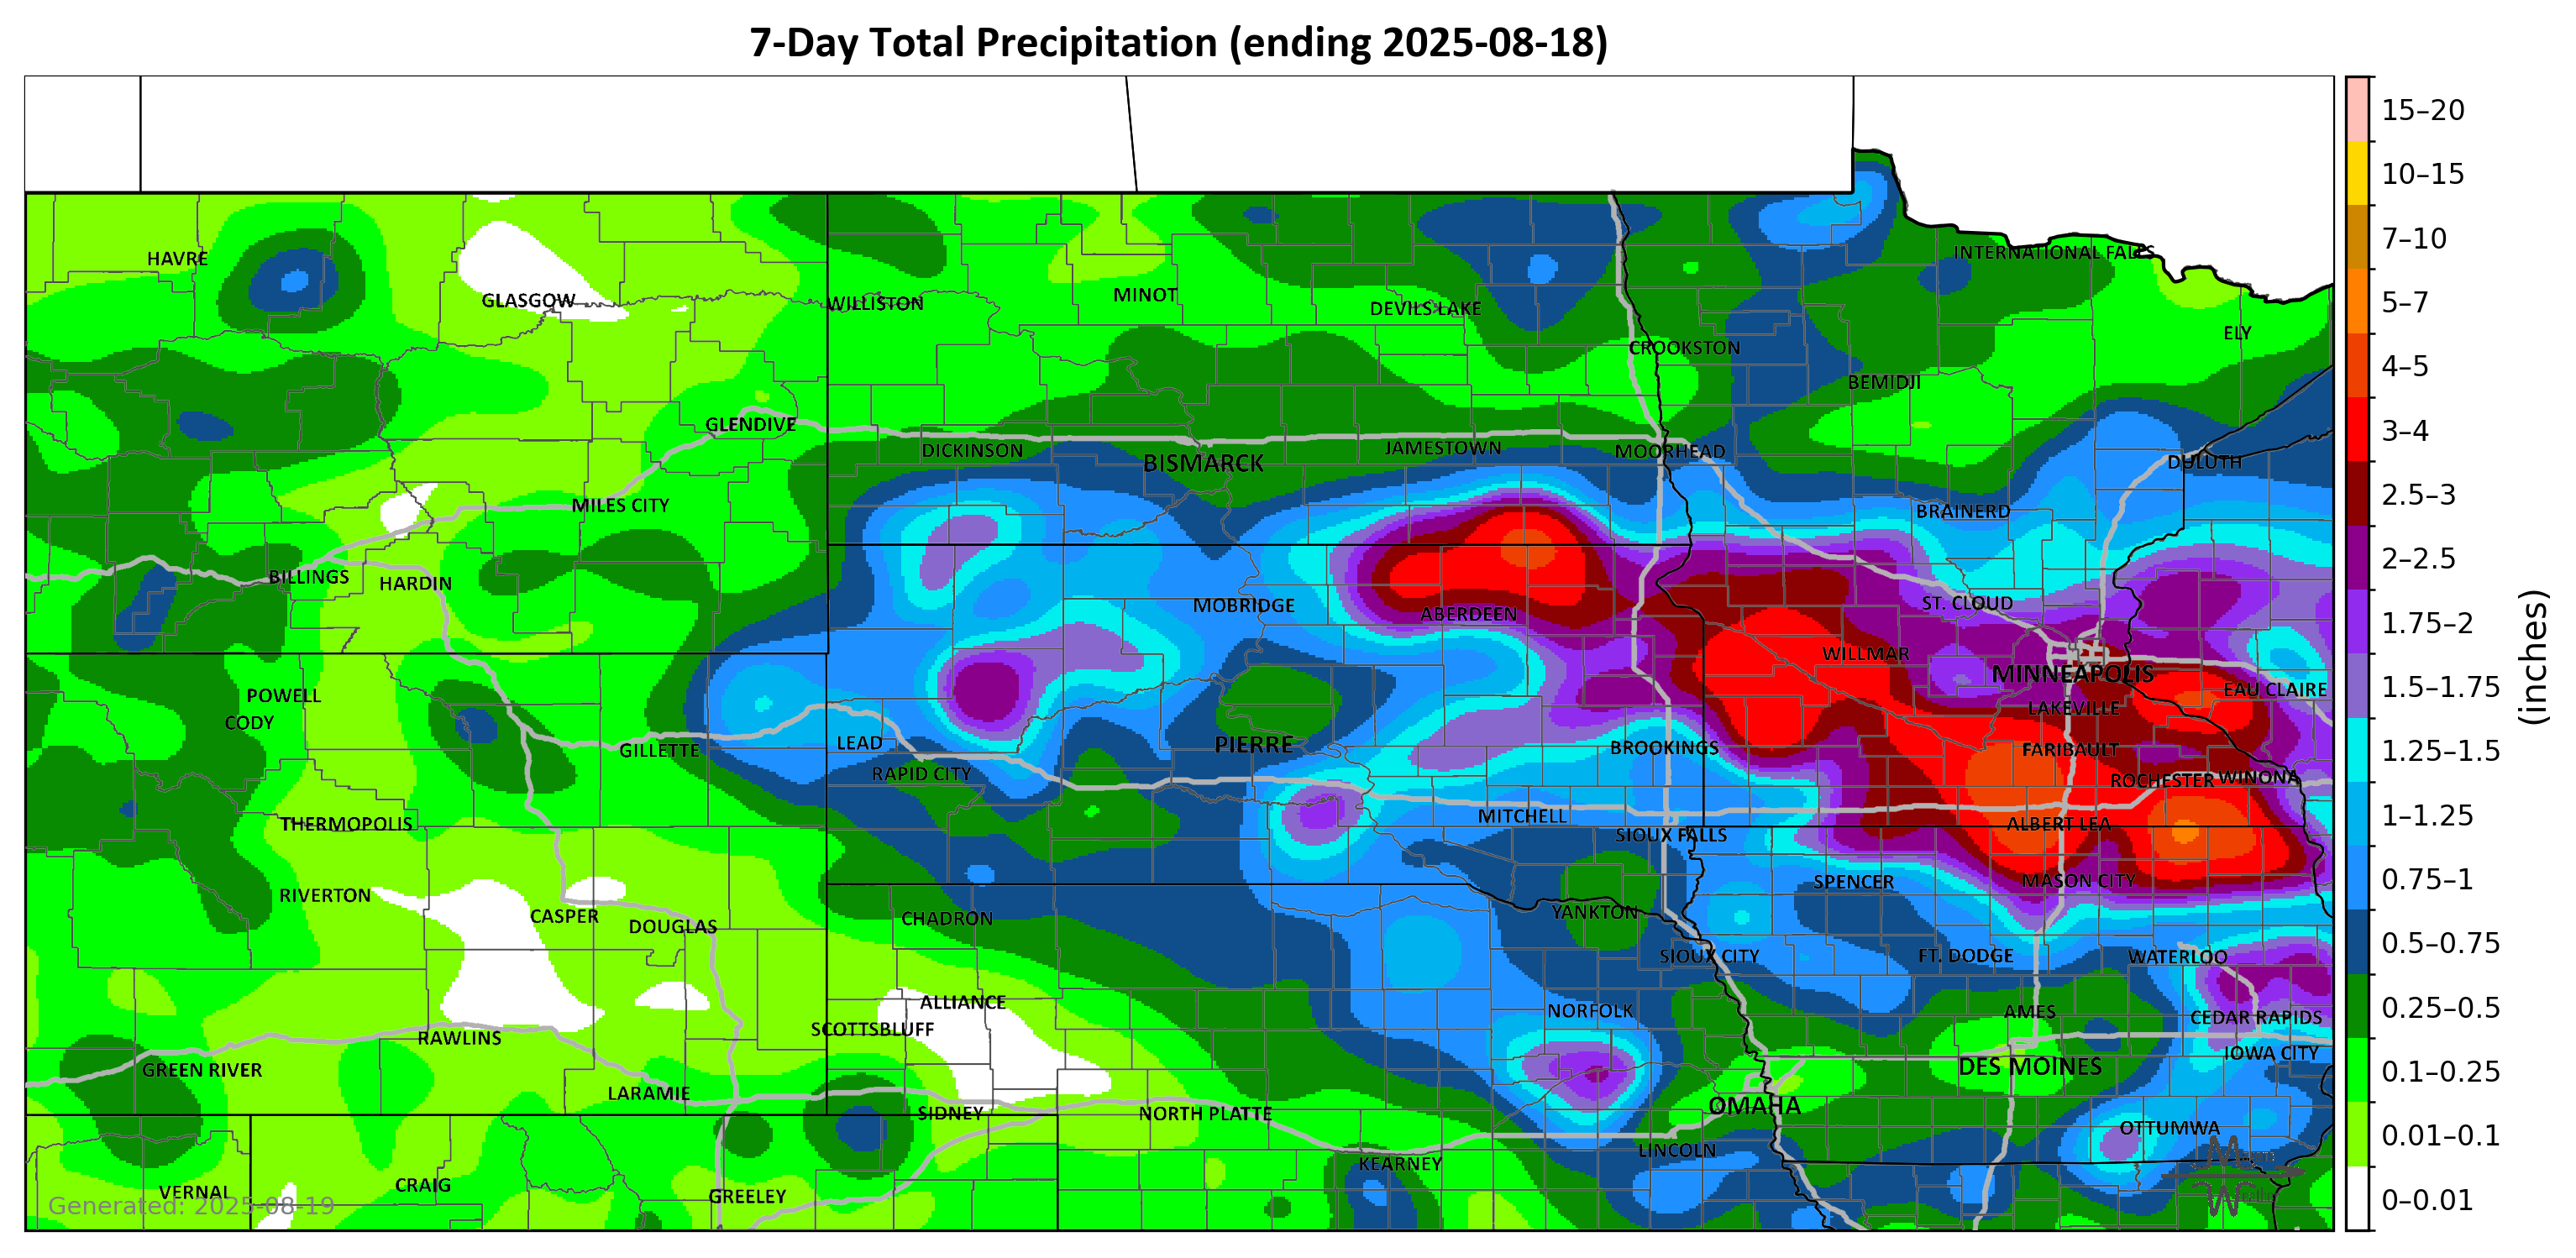 7-Day Total Precipitation (ending 2025-08-18)
HAVRE
GLASGOW
WILLISTON
MINOT
DEVILS LAKE
INTERNATIONAL FALLS
ELY
CROOKSTON
BEMIDJI
GLENDIVE
DICKINSON
BISMARCK
JAMESTOWN
MOORHEAD
DULUTH
MILES CITY
BRAINERD
BILLINGS
HARDIN
MOBRIDGE
ABERDEEN
ST. CLOUD
WILLMAR
MINNEAPOLIS
EAU CLAIRE
POWELL
CODY
LAKEVILLE
GILLETTE
LEAD
PIERRE
BROOKINGS
FARIBAULT
RAPID CITY
ROCHESTER
WINONA
THERMOPOLIS
MITCHELL
SIOUX FALLS
ALBERT LEA
RIVERTON
CASPER
DOUGLAS
CHADRON
YANKTON
SPENCER
MASON CITY
SIOUX CITY
FT. DODGE
WATERLOO
ALLIANCE
SCOTTSBLUFF
NORFOLK
AMES
CEDAR RAPIDS
RAWLINS
GREEN RIVER
DES MOINES
IOWA CITY
LARAMIE
SIDNEY
NORTH PLATTE
OMAHA
OTTUMWA
LINCOLN
KEARNEY
VERNAL
CRAIG
GREELEY
Generated: 2025-08-19
15–20
10–15
7–10
5–7
4–5
3–4
2.5–3
2–2.5
1.75–2
1.5–1.75
1.25–1.5
1–1.25
0.75–1
0.5–0.75
0.25–0.5
0.1–0.25
0.01–0.1
0–0.01
(inches)